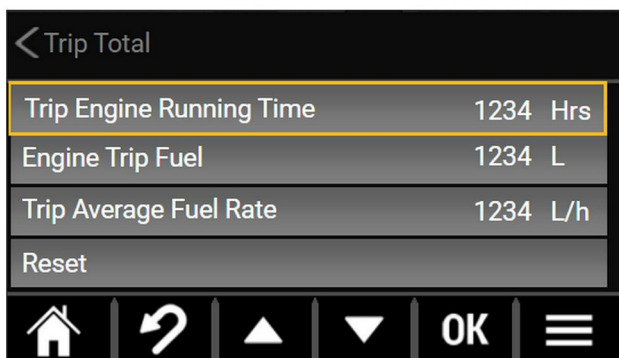 Trip Total
Trip Engine Running Time 1234 Hrs
Engine Trip Fuel 1234 L
Trip Average Fuel Rate 1234 L/h
Reset
OK